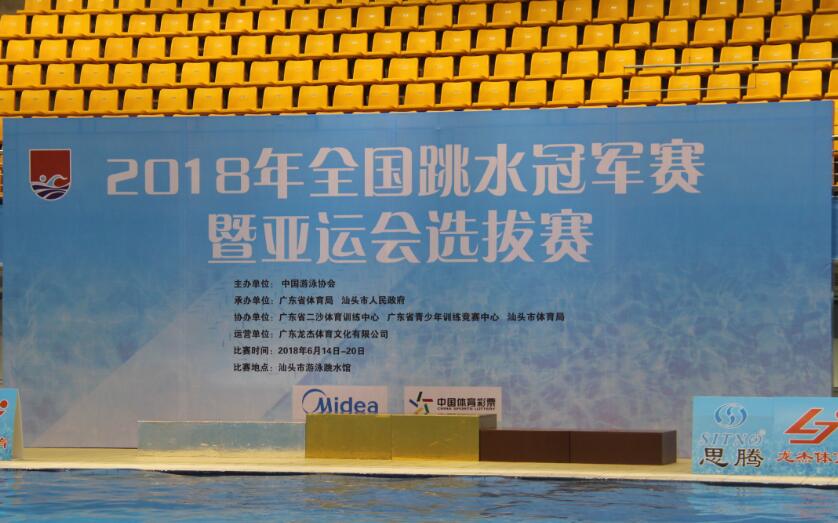 2018年全国跳水冠军赛
暨亚运会选拔赛
主办单位: 中国游泳协会
承办单位: 广东省体育局 汕头市人民政府
协办单位: 广东省二沙体育训练中心 广东省青少年训练竞赛中心 汕头市体育局
运营单位: 广东龙杰体育文化有限公司
比赛时间: 2018年6月14日-20日
比赛地点: 汕头市游泳跳水馆
Midea
中国体育彩票
CHINA SPORTS LOTTERY
SITNO
思腾
龙杰体